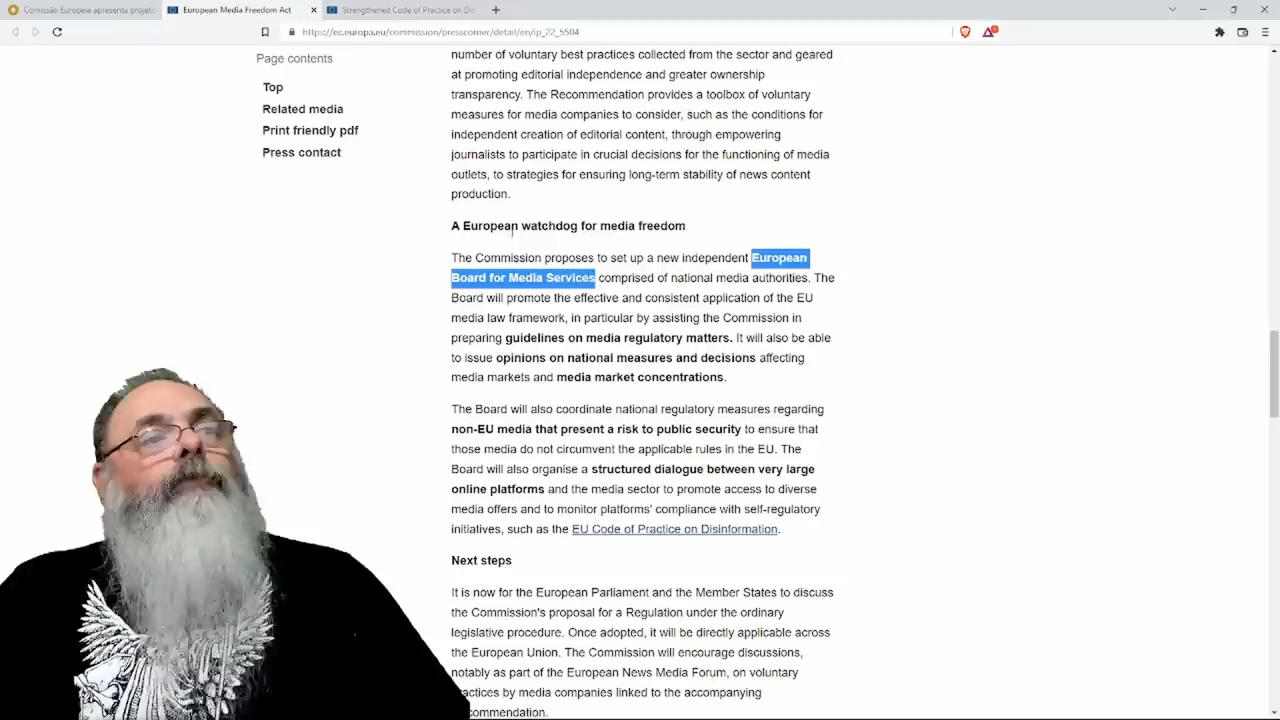 Comissão Europeia apresenta projeto
European Media Freedom Act
Strengthened Code of Practice on Dis
https://ec.europa.eu/commission/presscorner/detail/en/ip_22_5504
Page contents
Top
Related media
Print friendly pdf
Press contact
number of voluntary best practices collected from the sector and geared
at promoting editorial independence and greater ownership
transparency. The Recommendation provides a toolbox of voluntary
measures for media companies to consider, such as the conditions for
independent creation of editorial content, through empowering
journalists to participate in crucial decisions for the functioning of media
outlets, to strategies for ensuring long-term stability of news content
production.
A European watchdog for media freedom
The Commission proposes to set up a new independent European
Board for Media Services comprised of national media authorities. The
Board will promote the effective and consistent application of the EU
media law framework, in particular by assisting the Commission in
preparing guidelines on media regulatory matters. It will also be able
to issue opinions on national measures and decisions affecting
media markets and media market concentrations.
The Board will also coordinate national regulatory measures regarding
non-EU media that present a risk to public security to ensure that
those media do not circumvent the applicable rules in the EU. The
Board will also organise a structured dialogue between very large
online platforms and the media sector to promote access to diverse
media offers and to monitor platforms' compliance with self-regulatory
initiatives, such as the EU Code of Practice on Disinformation.
Next steps
It is now for the European Parliament and the Member States to discuss
the Commission's proposal for a Regulation under the ordinary
legislative procedure. Once adopted, it will be directly applicable across
the European Union. The Commission will encourage discussions,
notably as part of the European News Media Forum, on voluntary
ractices by media companies linked to the accompanying
commendation.